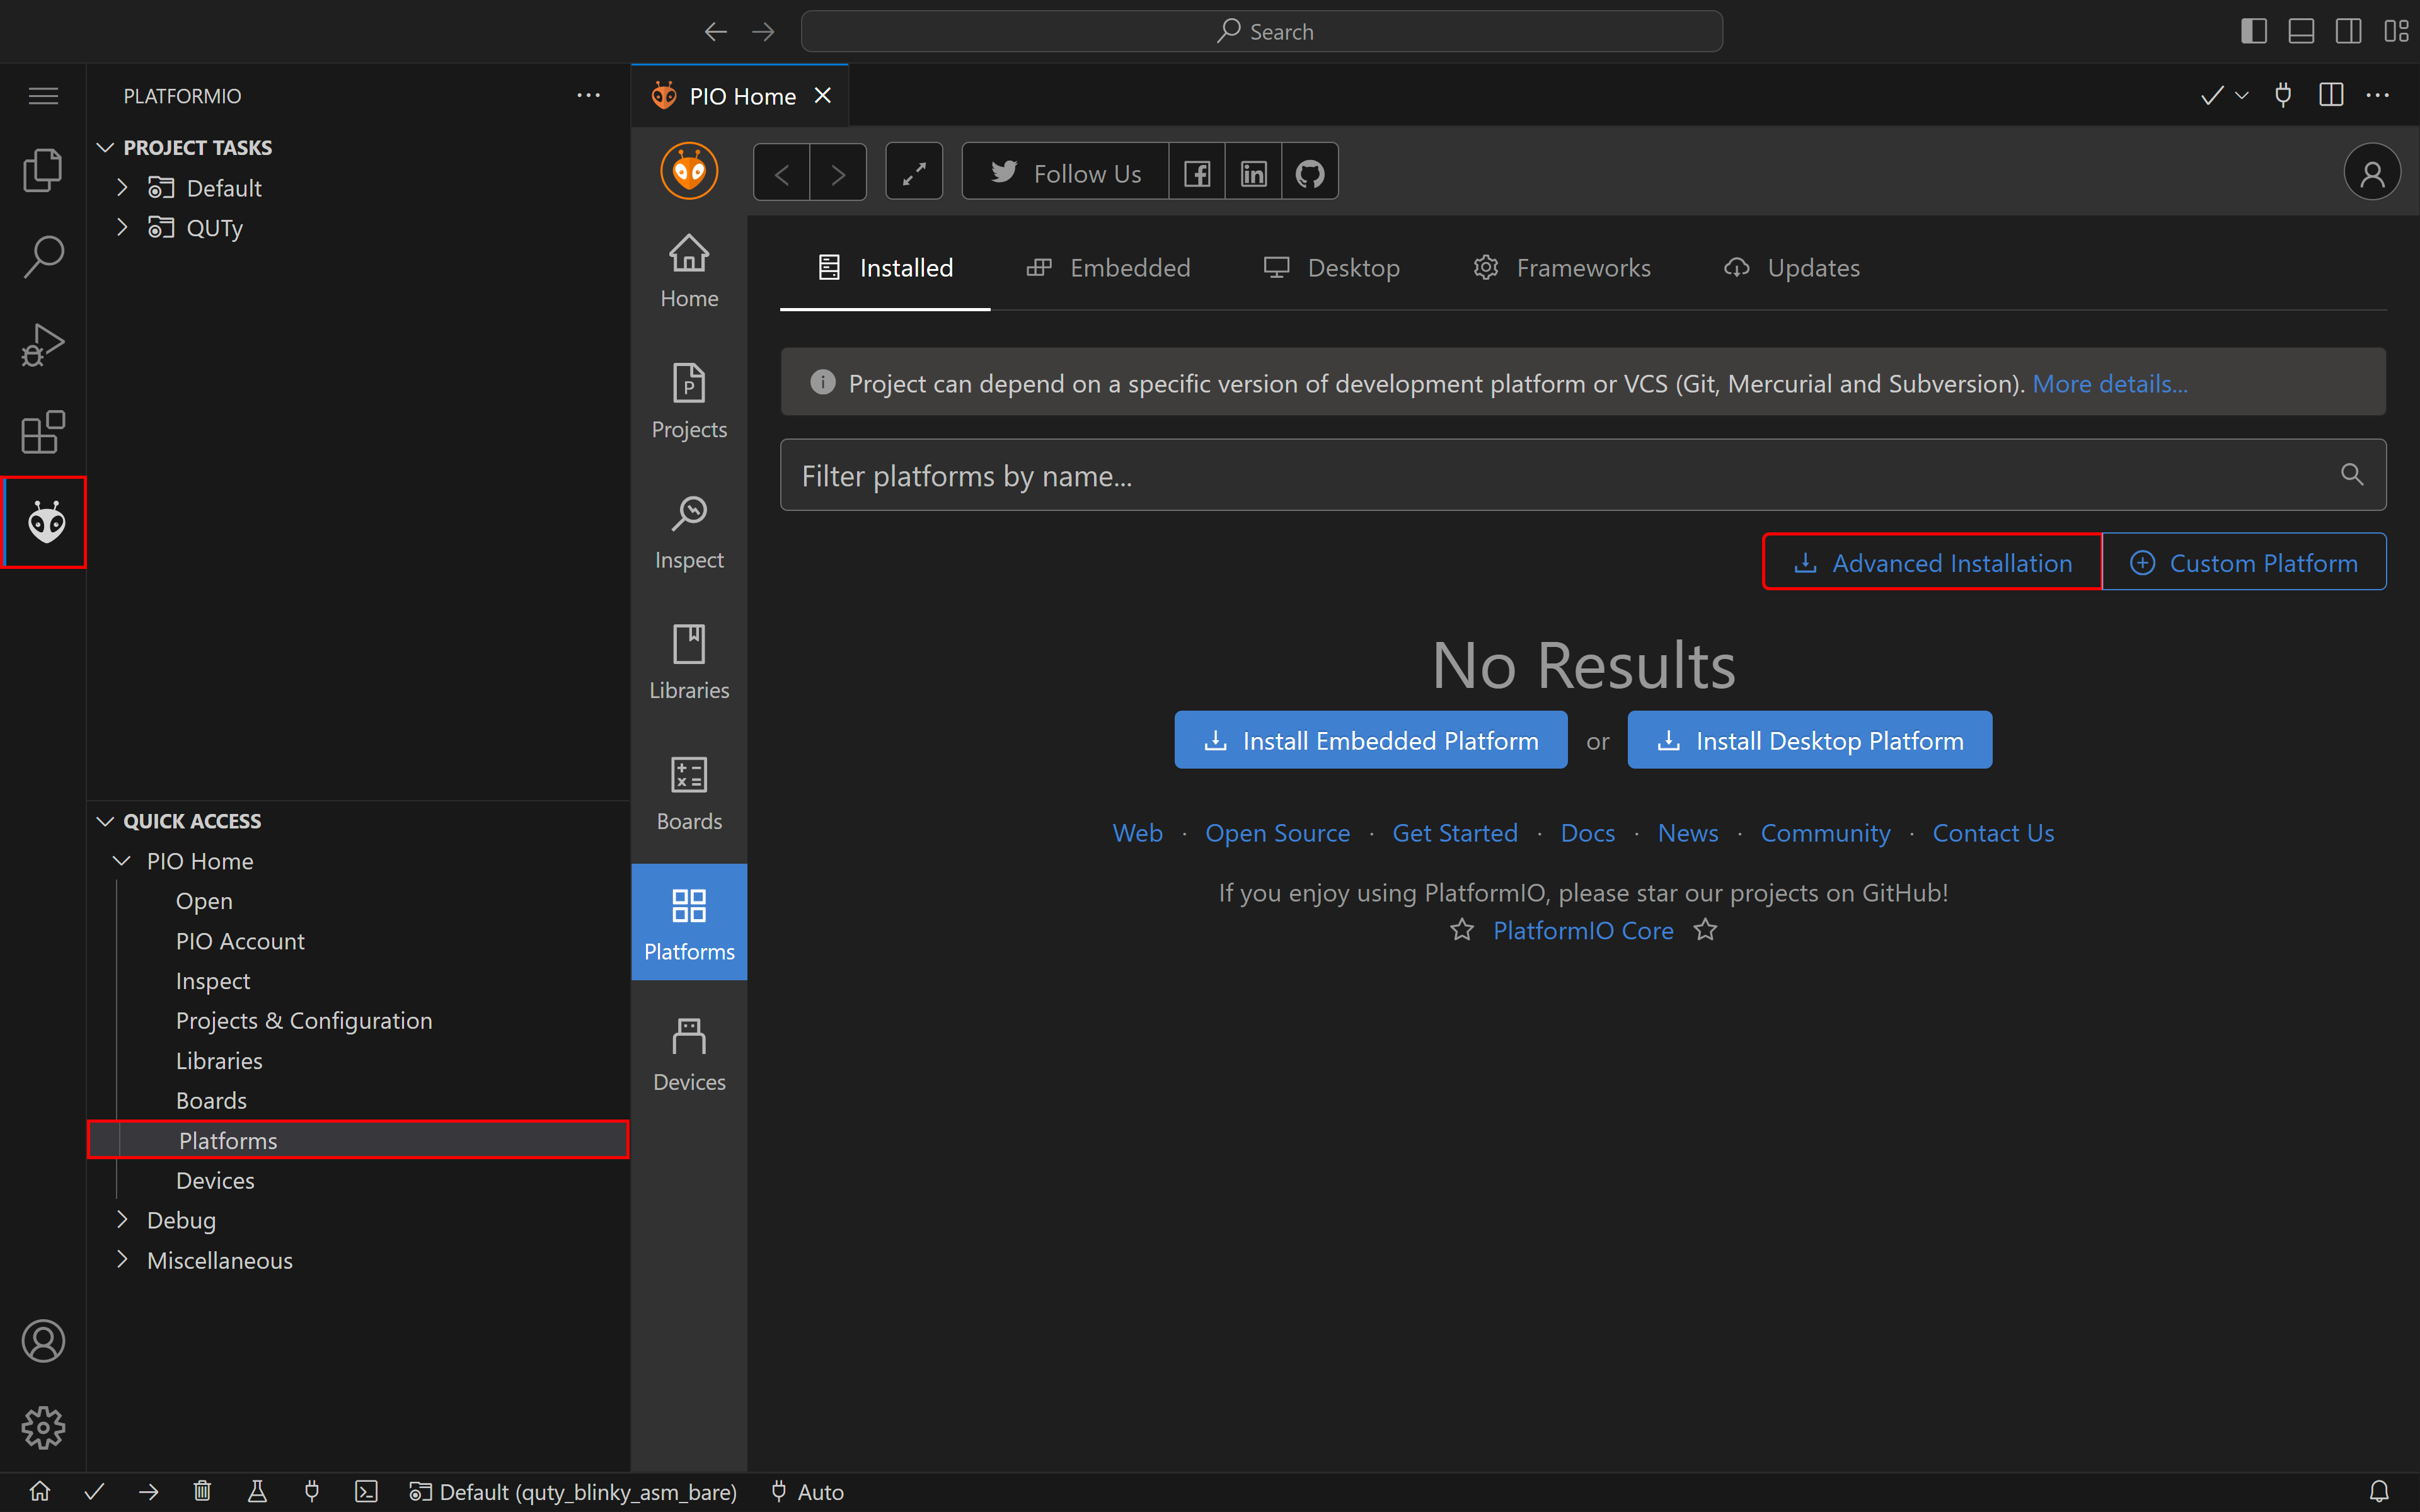 Search
PLATFORMIO
PROJECT TASKS
Default
QUTy
QUICK ACCESS
PIO Home
Open
PIO Account
Inspect
Projects & Configuration
Libraries
Boards
Platforms
Devices
Debug
Miscellaneous
PIO Home
Follow Us
Home
Projects
Inspect
Libraries
Boards
Platforms
Devices
Installed
Embedded
Desktop
Frameworks
Updates
Project can depend on a specific version of development platform or VCS (Git, Mercurial and Subversion). More details...
Filter platforms by name...
Advanced Installation
Custom Platform
No Results
Install Embedded Platform or Install Desktop Platform
Web · Open Source · Get Started · Docs · News · Community · Contact Us
If you enjoy using PlatformIO, please star our projects on GitHub!
PlatformIO Core
Default (quty_blinky_asm_bare)
Auto